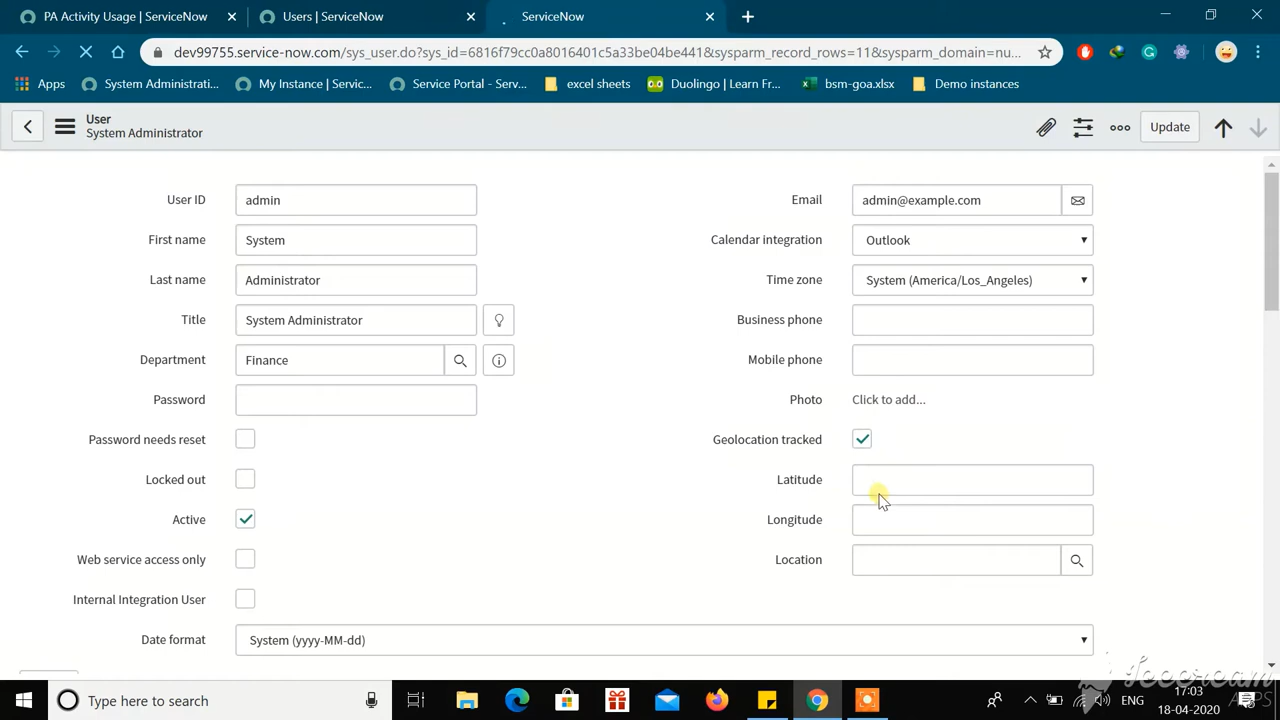 PA Activity Usage | ServiceNow
Users | ServiceNow
ServiceNow
dev99755.service-now.com/sys_user.do?sys_id=6816f79cc0a8016401c5a33be04be441&sysparm_record_rows=11&sysparm_domain=nu...
Apps
System Administrati...
My Instance | Servic...
Service Portal - Serv...
excel sheets
Duolingo | Learn Fr...
bsm-goa.xlsx
Demo instances
User
System Administrator
Update
User ID
admin
Email
admin@example.com
First name
System
Calendar integration
Outlook
Last name
Administrator
Time zone
System (America/Los_Angeles)
Title
System Administrator
Business phone
Department
Finance
Mobile phone
Password
Photo
Click to add...
Password needs reset
Geolocation tracked
Locked out
Latitude
Active
Longitude
Web service access only
Location
Internal Integration User
Date format
System (yyyy-MM-dd)
APPS
Type here to search
ENG
17:03
18-04-2020